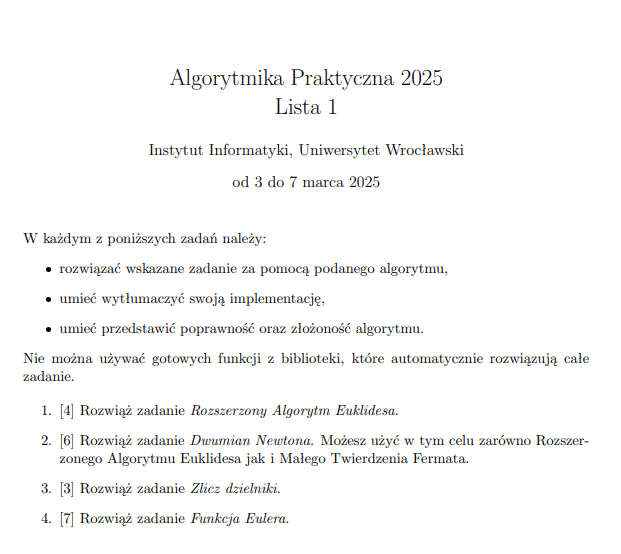 Algorytmika Praktyczna 2025
Lista 1
Instytut Informatyki, Uniwersytet Wrocławski
od 3 do 7 marca 2025
W każdym z poniższych zadań należy:
• rozwiązać wskazane zadanie za pomocą podanego algorytmu,
• umieć wytłumaczyć swoją implementację,
• umieć przedstawić poprawność oraz złożoność algorytmu.
Nie można używać gotowych funkcji z biblioteki, które automatycznie rozwiązują całe
zadanie.
1. [4] Rozwiąż zadanie Rozszerzony Algorytm Euklidesa.
2. [6] Rozwiąż zadanie Dwumian Newtona. Możesz użyć w tym celu zarówno Rozszer-
zonego Algorytmu Euklidesa jak i Małego Twierdzenia Fermata.
3. [3] Rozwiąż zadanie Zlicz dzielniki.
4. [7] Rozwiąż zadanie Funkcja Eulera.